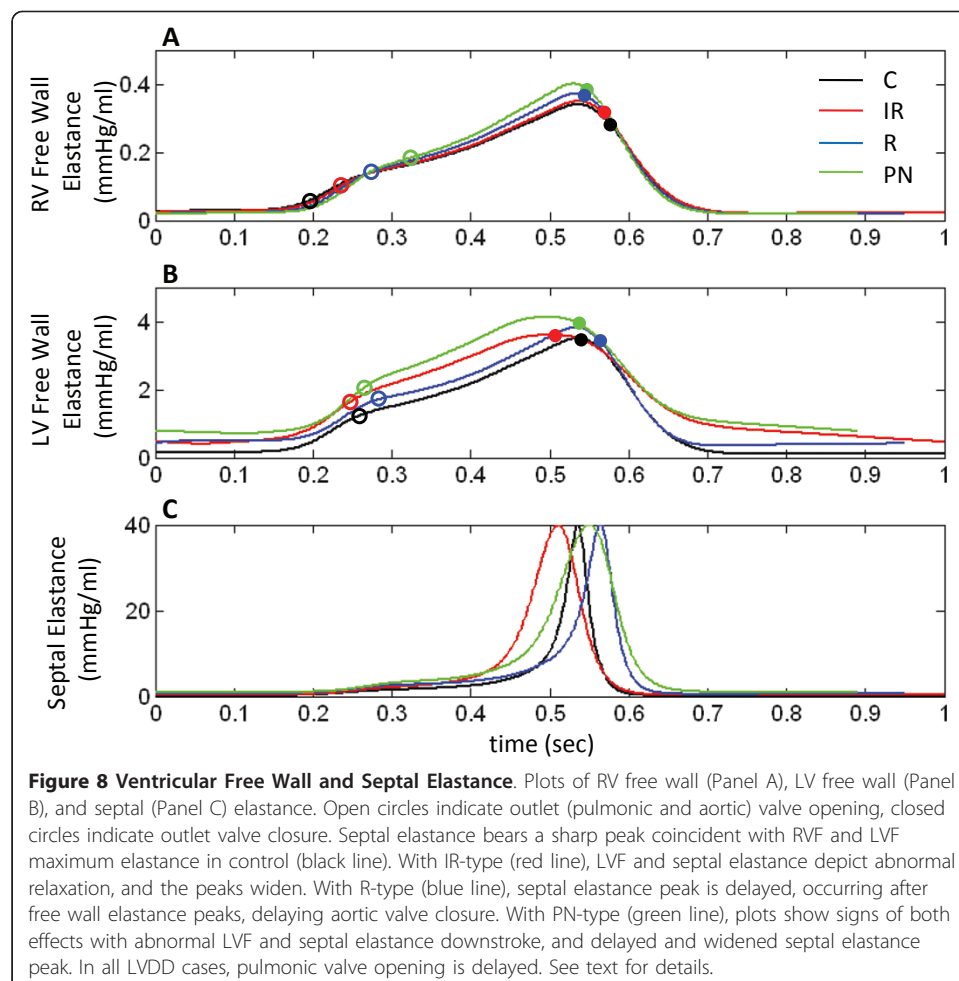 A
RV Free Wall
Elastance
(mmHg/ml)
0.4
0.2
0
C
IR
R
PN
0 0.1 0.2 0.3 0.4 0.5 0.6 0.7 0.8 0.9 1
B
LV Free Wall
Elastance
(mmHg/ml)
4
2
0
0 0.1 0.2 0.3 0.4 0.5 0.6 0.7 0.8 0.9 1
C
Septal Elastance
(mmHg/ml)
40
20
0
0 0.1 0.2 0.3 0.4 0.5 0.6 0.7 0.8 0.9 1
time (sec)
Figure 8 Ventricular Free Wall and Septal Elastance. Plots of RV free wall (Panel A), LV free wall (Panel
B), and septal (Panel C) elastance. Open circles indicate outlet (pulmonic and aortic) valve opening, closed
circles indicate outlet valve closure. Septal elastance bears a sharp peak coincident with RVF and LVF
maximum elastance in control (black line). With IR-type (red line), LVF and septal elastance depict abnormal
relaxation, and the peaks widen. With R-type (blue line), septal elastance peak is delayed, occurring after
free wall elastance peaks, delaying aortic valve closure. With PN-type (green line), plots show signs of both
effects with abnormal LVF and septal elastance downstroke, and delayed and widened septal elastance
peak. In all LVDD cases, pulmonic valve opening is delayed. See text for details.